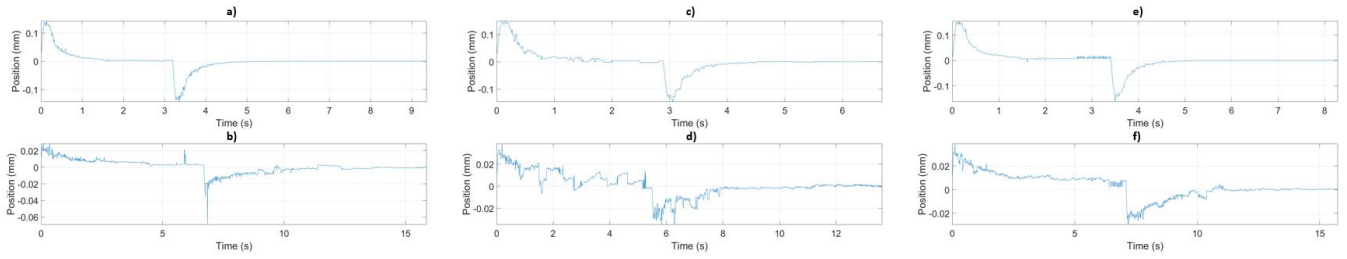 a)
Position (mm)
0.1
0
-0.1
0 1 2 3 4 5 6 7 8 9
Time (s)
c)
Position (mm)
0.1
0
-0.1
0 1 2 3 4 5 6
Time (s)
e)
Position (mm)
0.1
0
-0.1
0 1 2 3 4 5 6 7 8
Time (s)
b)
Position (mm)
0.02
0
-0.02
-0.04
-0.06
0 5 10 15
Time (s)
d)
Position (mm)
0.02
0
-0.02
0 2 4 6 8 10 12
Time (s)
f)
Position (mm)
0.02
0
-0.02
0 5 10 15
Time (s)